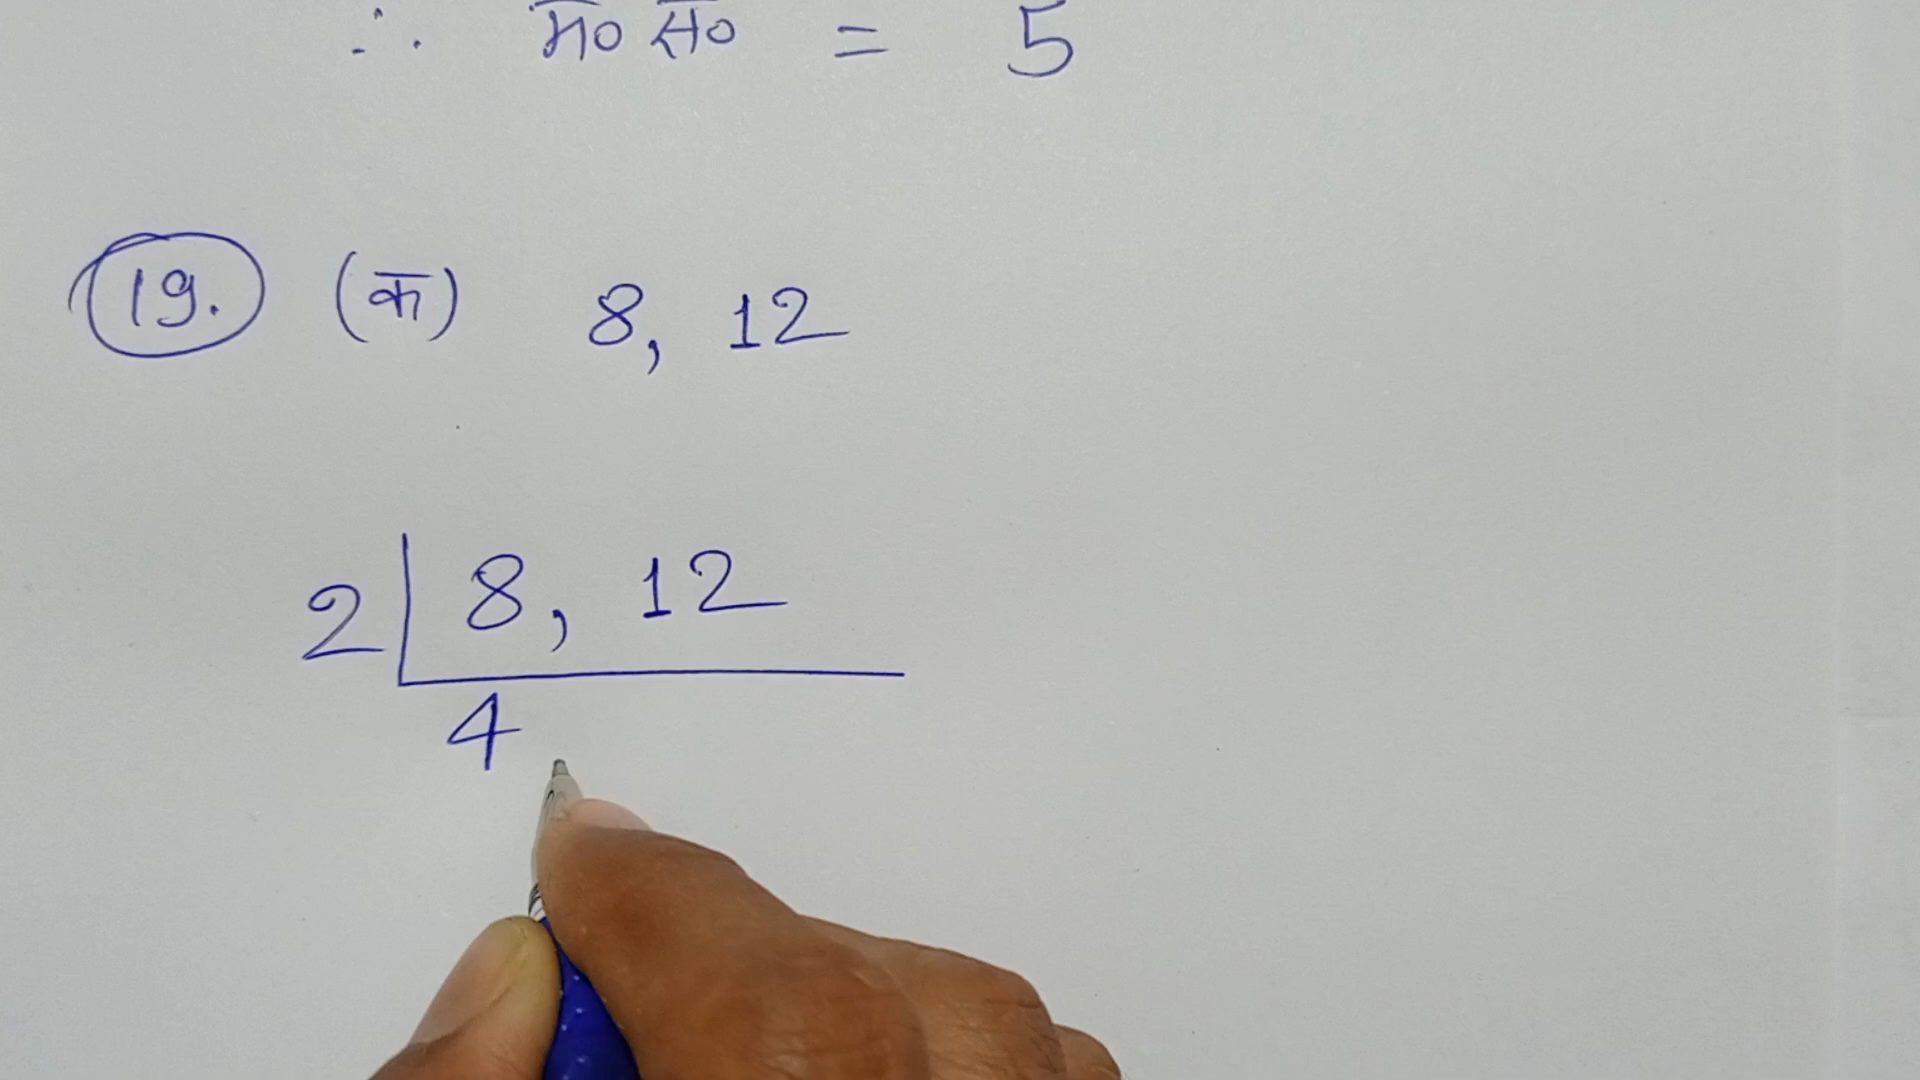 ∴ म० स० = 5
19. (क) 8, 12
2 | 8, 12
4